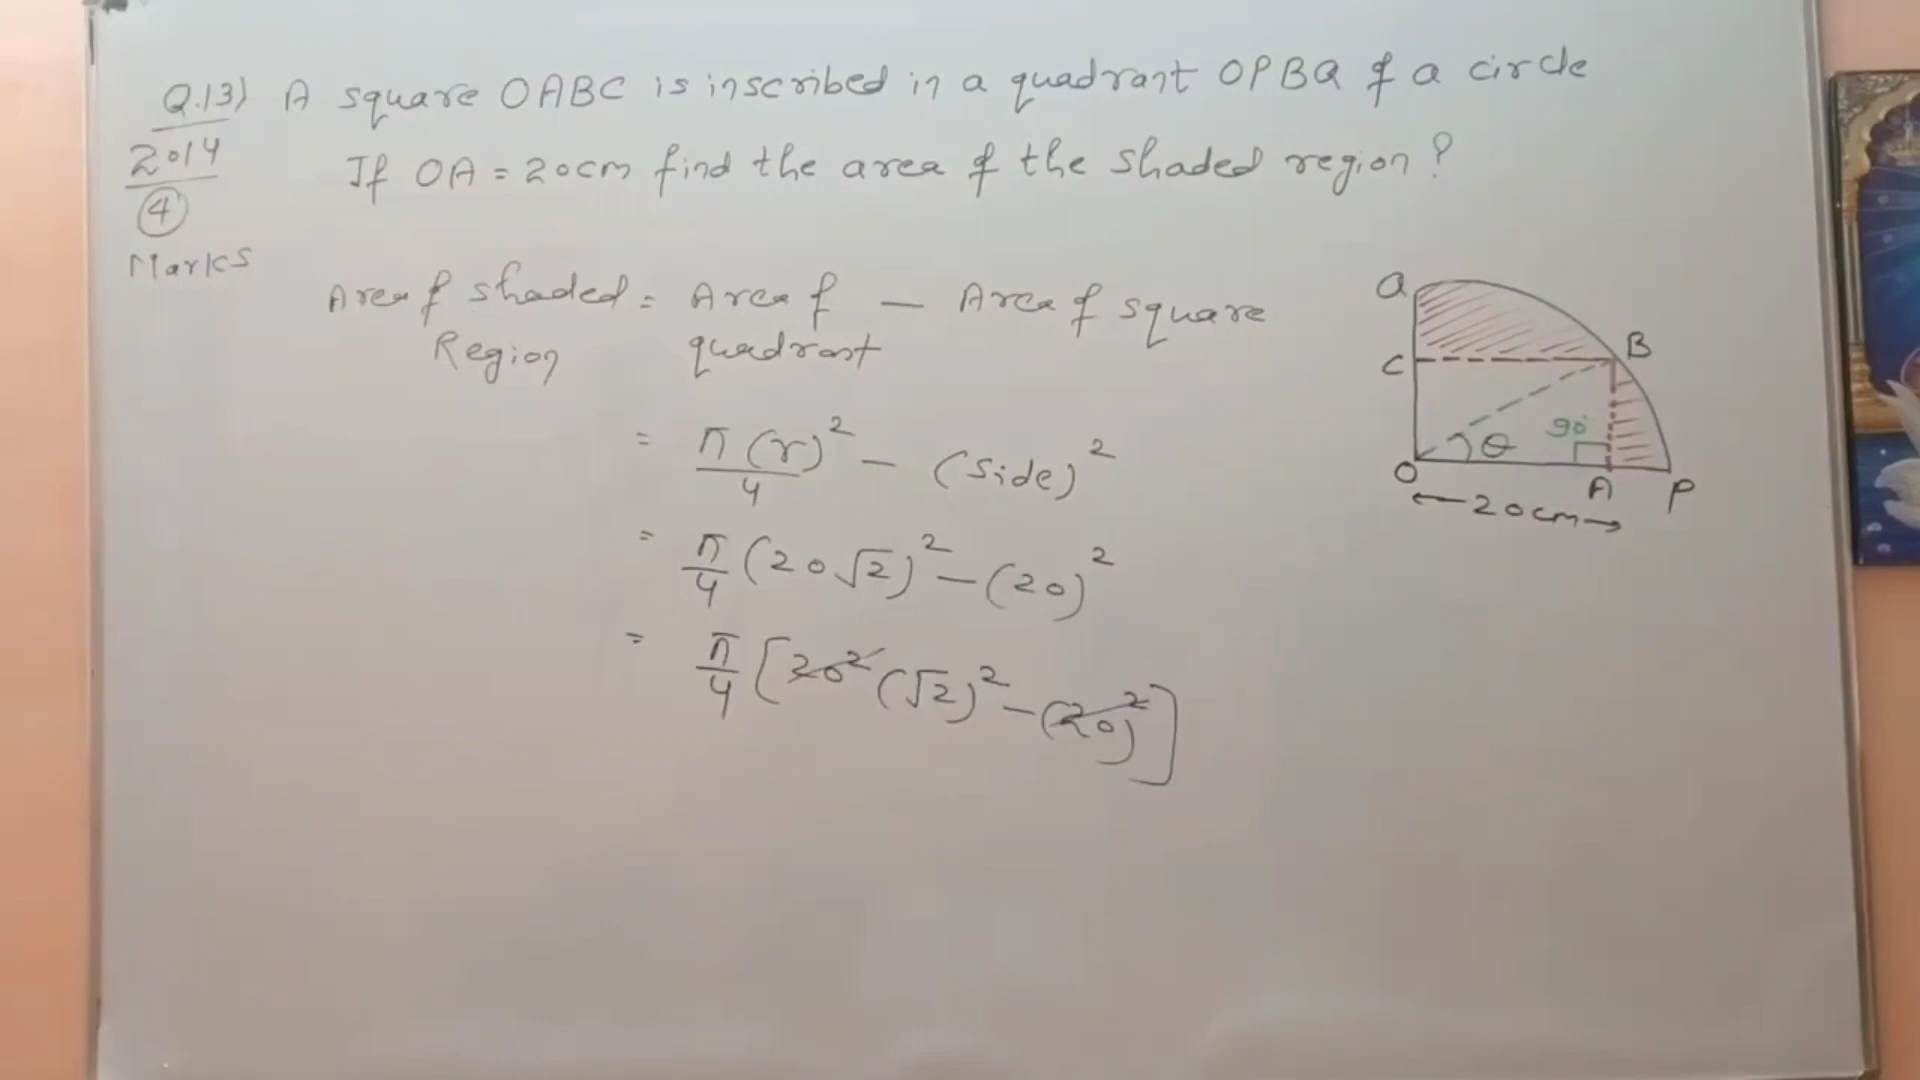 Q.13) A square OABC is inscribed in a quadrant OPBQ of a circle
2014 If OA = 20cm find the area of the shaded region ?
④
Marks
Area of shaded = Area of — Area of square
Region quadrant
= π(r)²/4 — (side)²
= π/4 (20√2)² — (20)²
= π/4 [20² (√2)² — (20)²]
Q
B
C
90°
θ
O
A
P
←20cm→